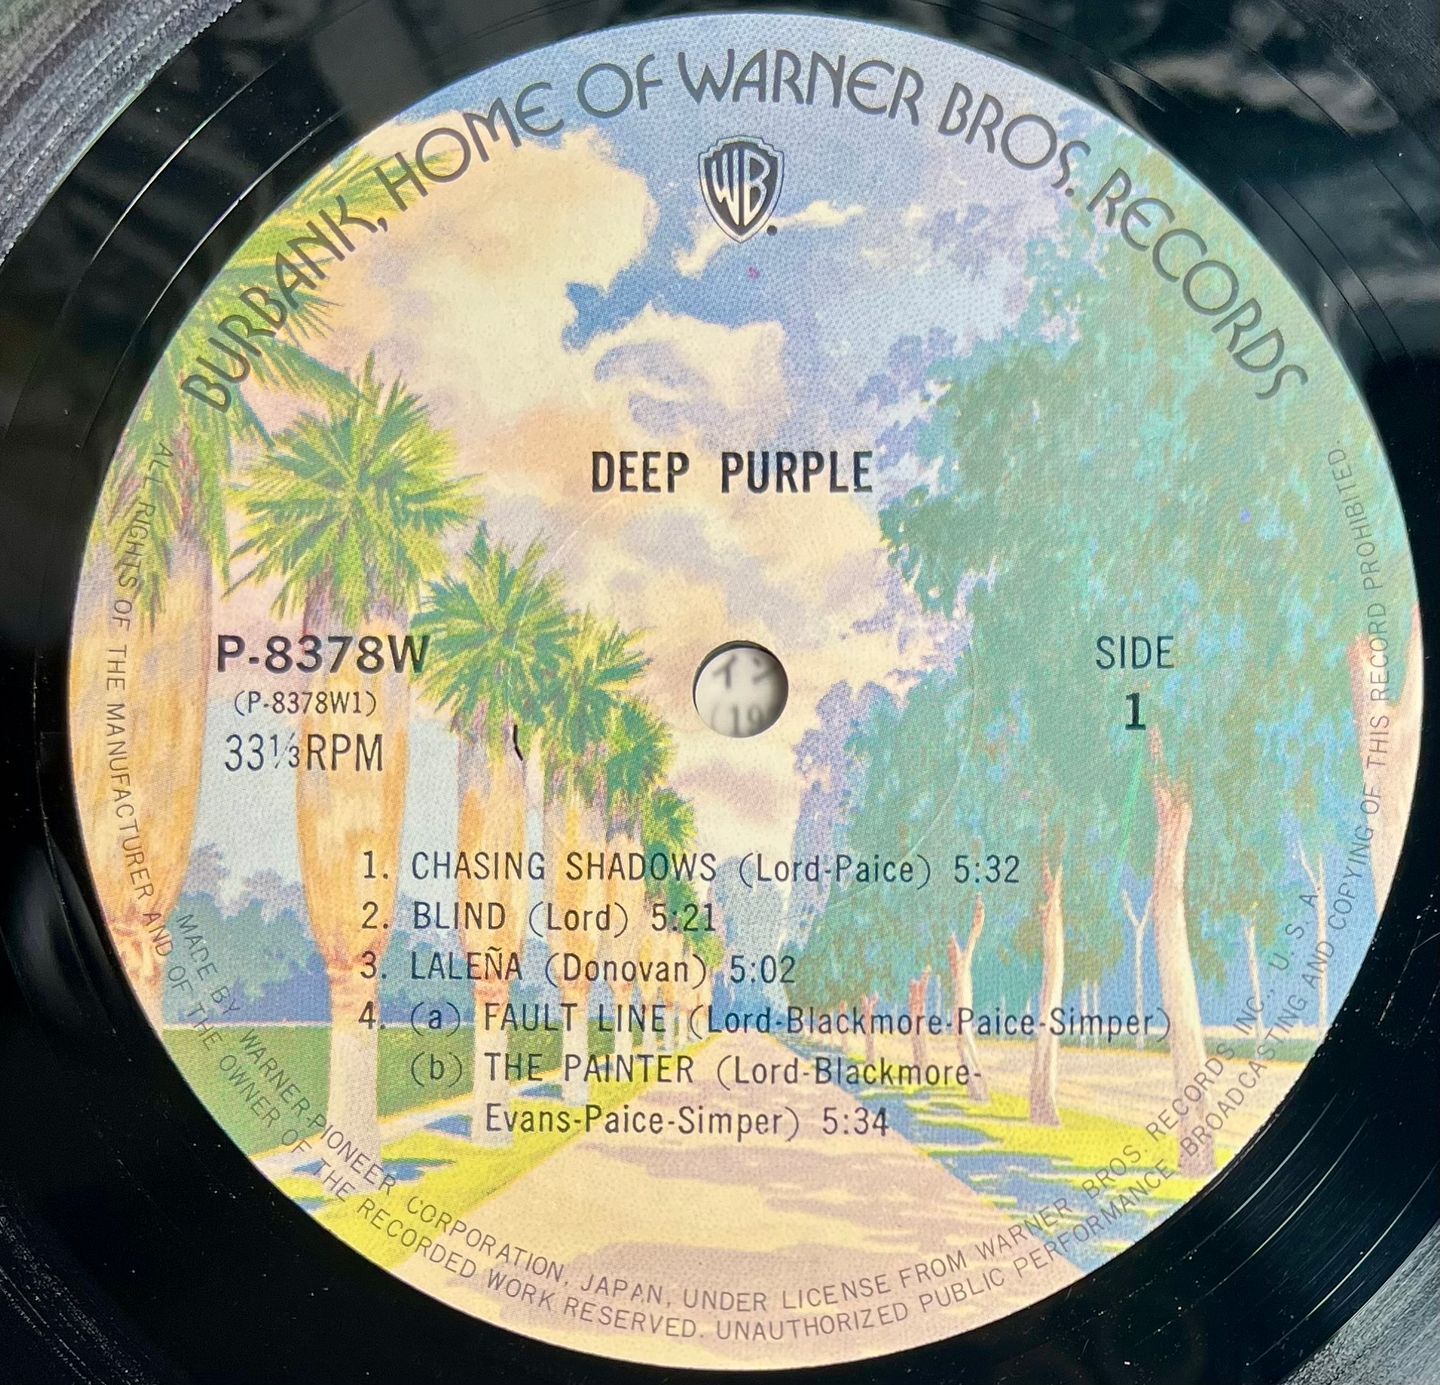 BURBANK, HOME OF WARNER BROS. RECORDS
WB
DEEP PURPLE
P-8378W
(P-8378W1)
33⅓RPM
SIDE
1
1. CHASING SHADOWS (Lord-Paice) 5:32
2. BLIND (Lord) 5:21
3. LALEÑA (Donovan) 5:02
4. (a) FAULT LINE (Lord-Blackmore-Paice-Simper)
(b) THE PAINTER (Lord-Blackmore-
Evans-Paice-Simper) 5:34
MADE BY WARNER-PIONEER CORPORATION, JAPAN, UNDER LICENSE FROM WARNER BROS. RECORDS INC., U.S.A.
ALL RIGHTS OF THE MANUFACTURER AND OF THE OWNER OF THE RECORDED WORK RESERVED. UNAUTHORIZED PUBLIC PERFORMANCE BROADCASTING AND COPYING OF THIS RECORD PROHIBITED.